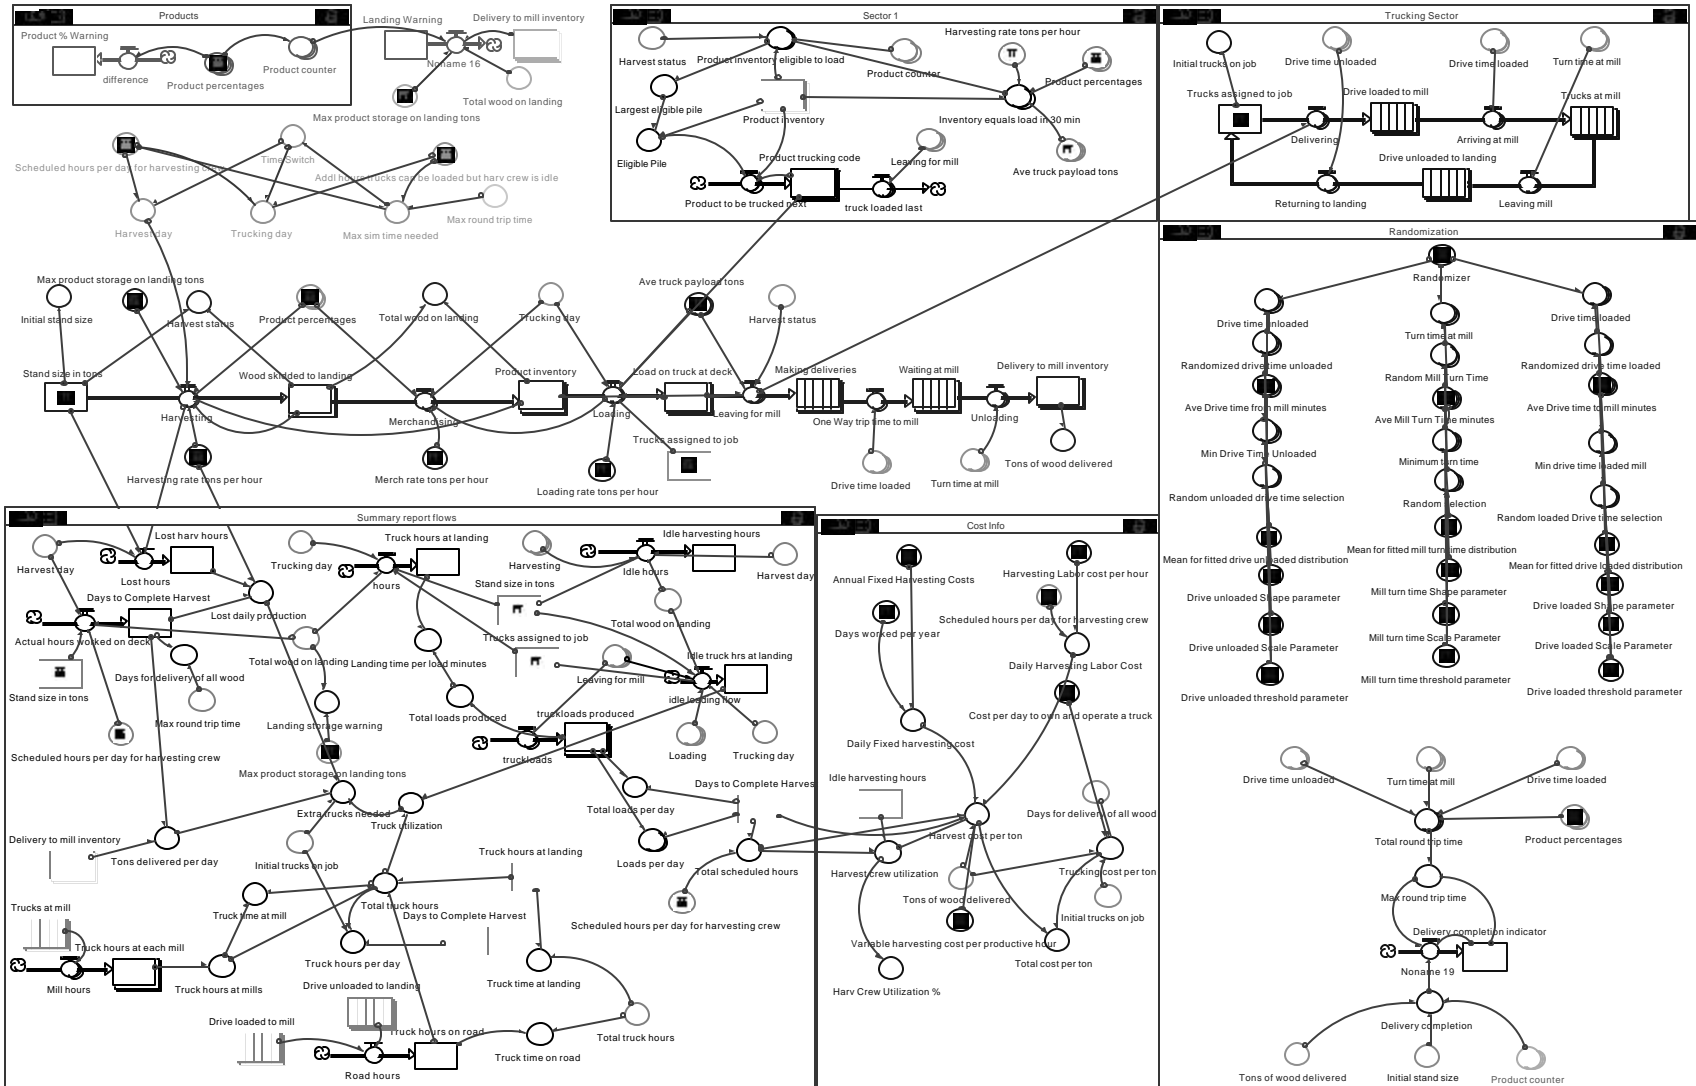 Products
Product % Warning
difference
Product percentages
Product counter
Landing Warning
Delivery to mill inventory
Noname 16
Total wood on landing
Max product storage on landing tons
Scheduled hours per day for harvesting crew
Time Switch
Addl hours trucks can be loaded but harv crew is idle
Harvest day
Trucking day
Max sim time needed
Max round trip time
Sector 1
Harvest status
Product inventory eligible to load
Product counter
Harvesting rate tons per hour
Product percentages
Largest eligible pile
Product inventory
Inventory equals load in 30 min
Eligible Pile
Product trucking code
Leaving for mill
Ave truck payload tons
Product to be trucked next
truck loaded last
Trucking Sector
Initial trucks on job
Drive time unloaded
Drive time loaded
Turn time at mill
Trucks assigned to job
Drive loaded to mill
Trucks at mill
Delivering
Arriving at mill
Drive unloaded to landing
Returning to landing
Leaving mill
Max product storage on landing tons
Initial stand size
Harvest status
Product percentages
Total wood on landing
Trucking day
Ave truck payload tons
Harvest status
Stand size in tons
Wood skidded to landing
Product inventory
Load on truck at deck
Making deliveries
Waiting at mill
Delivery to mill inventory
Harvesting
Merchandising
Loading
Leaving for mill
One Way trip time to mill
Unloading
Harvesting rate tons per hour
Merch rate tons per hour
Loading rate tons per hour
Trucks assigned to job
Drive time loaded
Turn time at mill
Tons of wood delivered
Randomization
Randomizer
Drive time unloaded
Turn time at mill
Drive time loaded
Randomized drive time unloaded
Random Mill Turn Time
Randomized drive time loaded
Ave Drive time from mill minutes
Ave Mill Turn Time minutes
Ave Drive time to mill minutes
Min Drive Time Unloaded
Minimum turn time
Min drive time loaded mill
Random unloaded drive time selection
Random selection
Random loaded Drive time selection
Mean for fitted drive unloaded distribution
Mean for fitted mill turn time distribution
Mean for fitted drive loaded distribution
Drive unloaded Shape parameter
Mill turn time Shape parameter
Drive loaded Shape parameter
Drive unloaded Scale Parameter
Mill turn time Scale Parameter
Drive loaded Scale Parameter
Drive unloaded threshold parameter
Mill turn time threshold parameter
Drive loaded threshold parameter
Drive time unloaded
Turn time at mill
Drive time loaded
Total round trip time
Product percentages
Max round trip time
Delivery completion indicator
Noname 19
Delivery completion
Tons of wood delivered
Initial stand size
Product counter
Summary report flows
Harvest day
Lost harv hours
Lost hours
Trucking day
Truck hours at landing
hours
Harvesting
Idle harvesting hours
Idle hours
Harvest day
Days to Complete Harvest
Lost daily production
Stand size in tons
Total wood on landing
Actual hours worked on deck
Total wood on landing
Landing time per load minutes
Trucks assigned to job
Leaving for mill
Idle truck hrs at landing
idle loading flow
Stand size in tons
Days for delivery of all wood
Max round trip time
Landing storage warning
Total loads produced
truckloads produced
truckloads
Loading
Trucking day
Scheduled hours per day for harvesting crew
Max product storage on landing tons
Extra trucks needed
Truck utilization
Total loads per day
Days to Complete Harves
Delivery to mill inventory
Tons delivered per day
Initial trucks on job
Truck hours at landing
Loads per day
Total scheduled hours
Trucks at mill
Truck time at mill
Total truck hours
Days to Complete Harvest
Scheduled hours per day for harvesting crew
Truck hours at each mill
Mill hours
Truck hours at mills
Truck hours per day
Truck time at landing
Drive unloaded to landing
Drive loaded to mill
Truck hours on road
Road hours
Truck time on road
Total truck hours
Cost Info
Annual Fixed Harvesting Costs
Harvesting Labor cost per hour
Days worked per year
Scheduled hours per day for harvesting crew
Daily Harvesting Labor Cost
Cost per day to own and operate a truck
Daily Fixed harvesting cost
Idle harvesting hours
Harvest cost per ton
Days for delivery of all wood
Harvest crew utilization
Trucking cost per ton
Tons of wood delivered
Initial trucks on job
Variable harvesting cost per productive hour
Total cost per ton
Harv Crew Utilization %